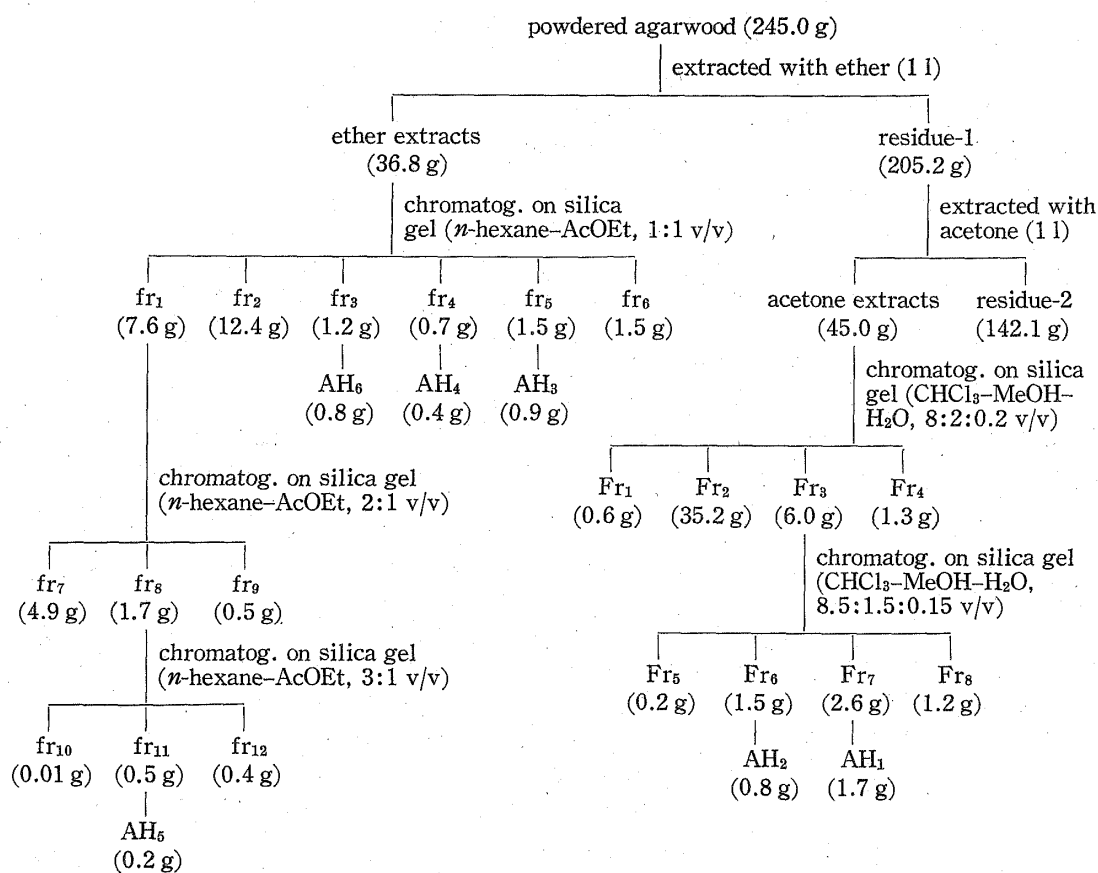 powdered agarwood (245.0 g)
extracted with ether (1 l)
ether extracts
(36.8 g)
residue-1
(205.2 g)
chromatog. on silica
gel (n-hexane–AcOEt, 1:1 v/v)
extracted with
acetone (1 l)
fr₁
(7.6 g)
fr₂
(12.4 g)
fr₃
(1.2 g)
fr₄
(0.7 g)
fr₅
(1.5 g)
fr₆
(1.5 g)
acetone extracts
(45.0 g)
residue-2
(142.1 g)
AH₆
(0.8 g)
AH₄
(0.4 g)
AH₃
(0.9 g)
chromatog. on silica
gel (CHCl₃–MeOH–
H₂O, 8:2:0.2 v/v)
chromatog. on silica gel
(n-hexane–AcOEt, 2:1 v/v)
Fr₁
(0.6 g)
Fr₂
(35.2 g)
Fr₃
(6.0 g)
Fr₄
(1.3 g)
fr₇
(4.9 g)
fr₈
(1.7 g)
fr₉
(0.5 g)
chromatog. on silica gel
(CHCl₃–MeOH–H₂O,
8.5:1.5:0.15 v/v)
chromatog. on silica gel
(n-hexane–AcOEt, 3:1 v/v)
Fr₅
(0.2 g)
Fr₆
(1.5 g)
Fr₇
(2.6 g)
Fr₈
(1.2 g)
fr₁₀
(0.01 g)
fr₁₁
(0.5 g)
fr₁₂
(0.4 g)
AH₂
(0.8 g)
AH₁
(1.7 g)
AH₅
(0.2 g)